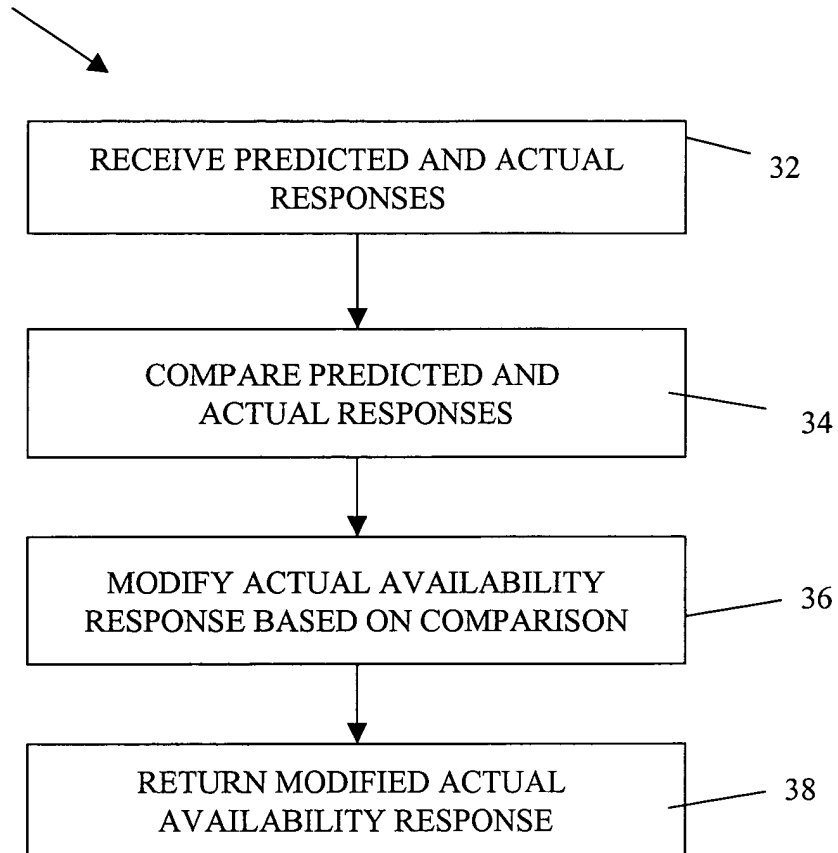 RECEIVE PREDICTED AND ACTUAL
RESPONSES
32
COMPARE PREDICTED AND
ACTUAL RESPONSES
34
MODIFY ACTUAL AVAILABILITY
RESPONSE BASED ON COMPARISON
36
RETURN MODIFIED ACTUAL
AVAILABILITY RESPONSE
38